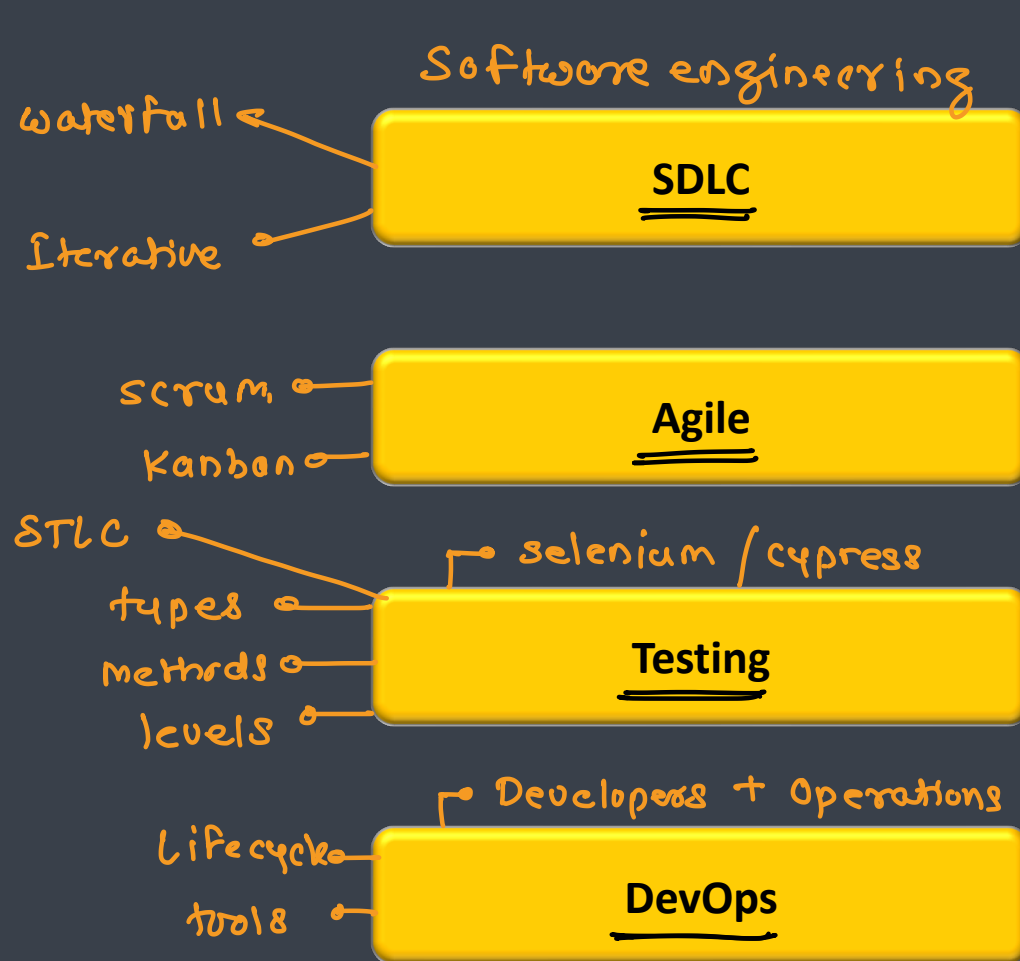 Software engineering
waterfall
SDLC
Iterative
scrum
Agile
Kanban
STLC
selenium / cypress
types
Testing
methods
levels
Developers + Operations
Lifecycle
DevOps
tools